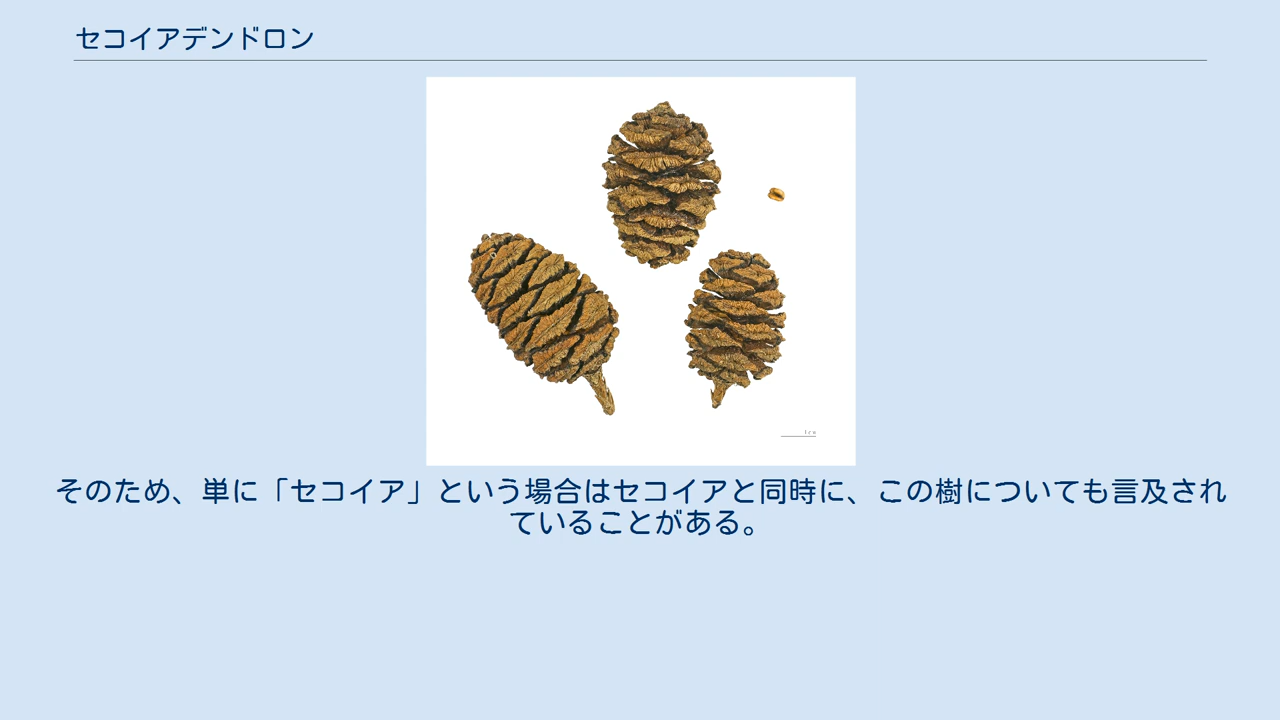 セコイアデンドロン
1cm
そのため、単に「セコイア」という場合はセコイアと同時に、この樹についても言及され
ていることがある。